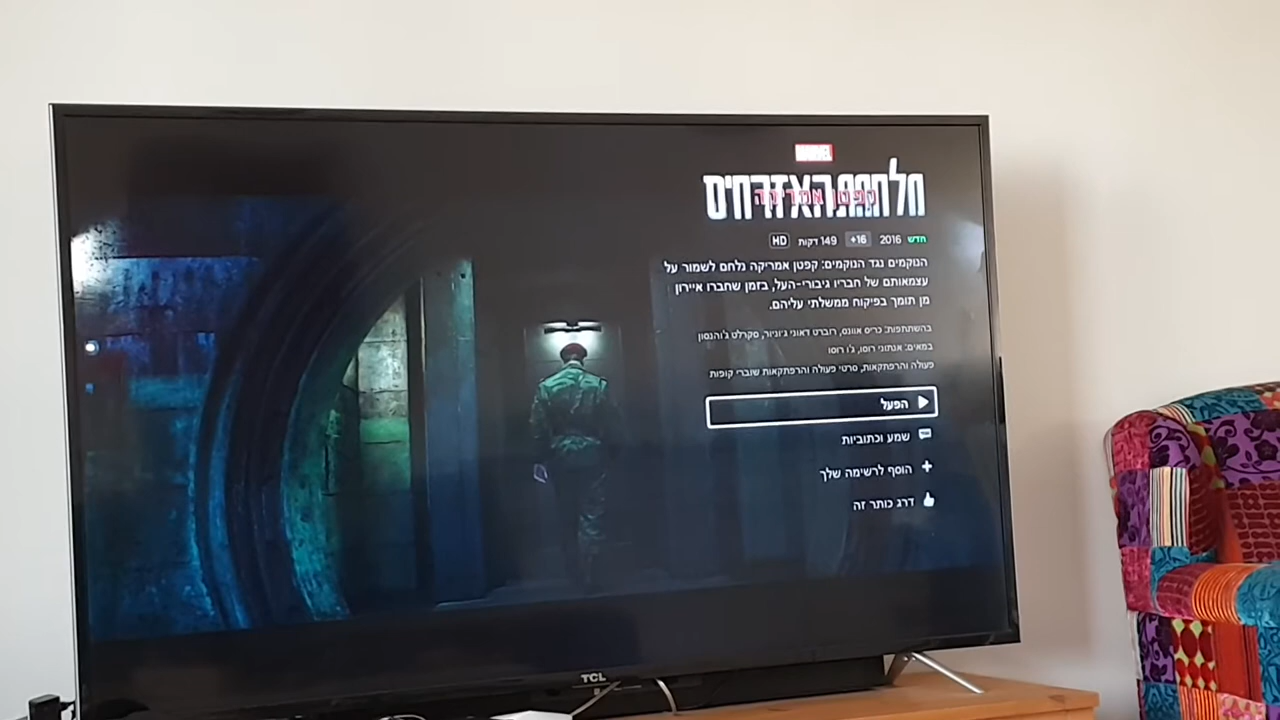 MARVEL
מלחמת האזרחים
קפטן אמריקה
חדש 2016 16+ 149 דקות HD
הנוקמים נגד הנוקמים: קפטן אמריקה נלחם לשמור על
עצמאותם של חבריו גיבורי-העל, בזמן שחברו איירון
מן תומך בפיקוח ממשלתי עליהם.
בהשתתפות: כריס אוונס, רוברט דאוני ג'וניור, סקרלט ג'והנסון
במאים: אנתוני רוסו, ג'ו רוסו
פעולה והרפתקאות, סרטי פעולה והרפתקאות שוברי קופות
הפעל
שמע וכתוביות
הוסף לרשימה שלך
דרג כותר זה
TCL